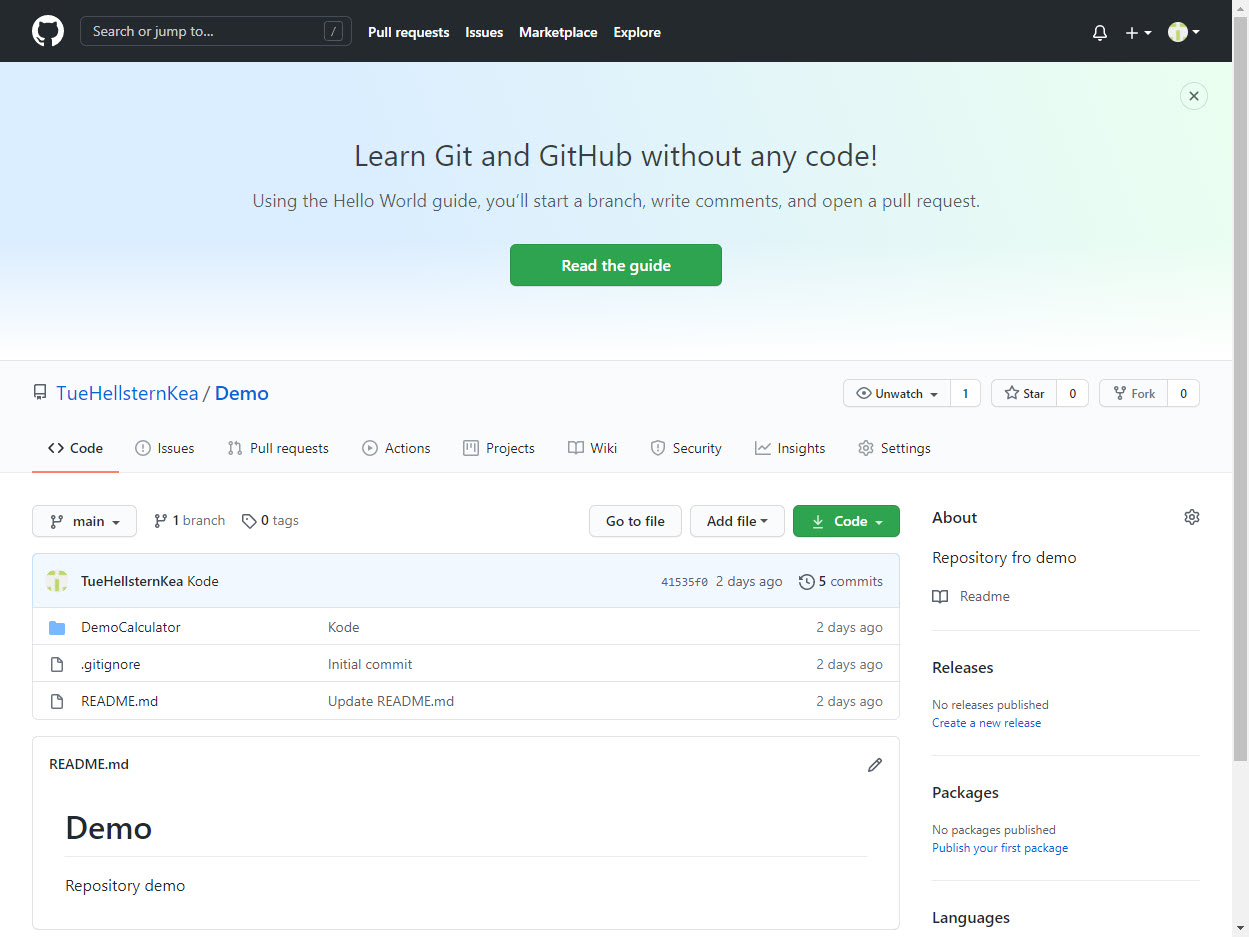 Search or jump to... / Pull requests Issues Marketplace Explore
Learn Git and GitHub without any code!
Using the Hello World guide, you’ll start a branch, write comments, and open a pull request.
Read the guide
TueHellsternKea / Demo Unwatch 1 Star 0 Fork 0
Code Issues Pull requests Actions Projects Wiki Security Insights Settings
main 1 branch 0 tags Go to file Add file Code
TueHellsternKea Kode 41535f0 2 days ago 5 commits
DemoCalculator Kode 2 days ago
.gitignore Initial commit 2 days ago
README.md Update README.md 2 days ago
README.md
Demo
Repository demo
About
Repository fro demo
Readme
Releases
No releases published
Create a new release
Packages
No packages published
Publish your first package
Languages